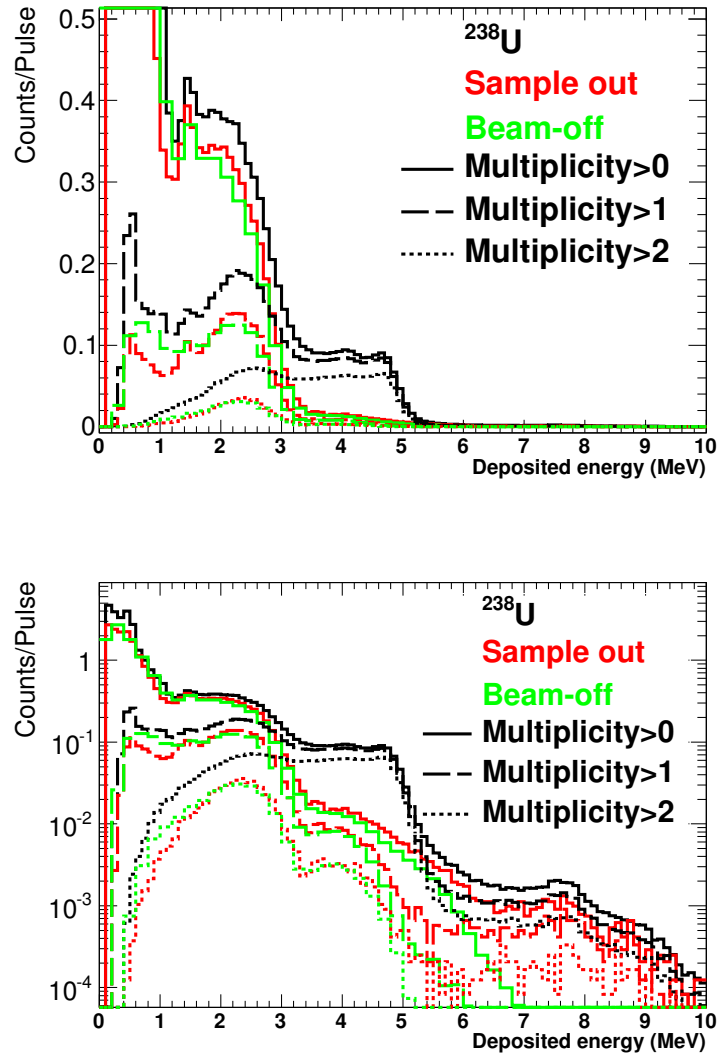 Counts/Pulse
0.5
0.4
0.3
0.2
0.1
0
²³⁸U
Sample out
Beam-off
Multiplicity>0
Multiplicity>1
Multiplicity>2
0 1 2 3 4 5 6 7 8 9 10
Deposited energy (MeV)
Counts/Pulse
1
10⁻¹
10⁻²
10⁻³
10⁻⁴
²³⁸U
Sample out
Beam-off
Multiplicity>0
Multiplicity>1
Multiplicity>2
0 1 2 3 4 5 6 7 8 9 10
Deposited energy (MeV)